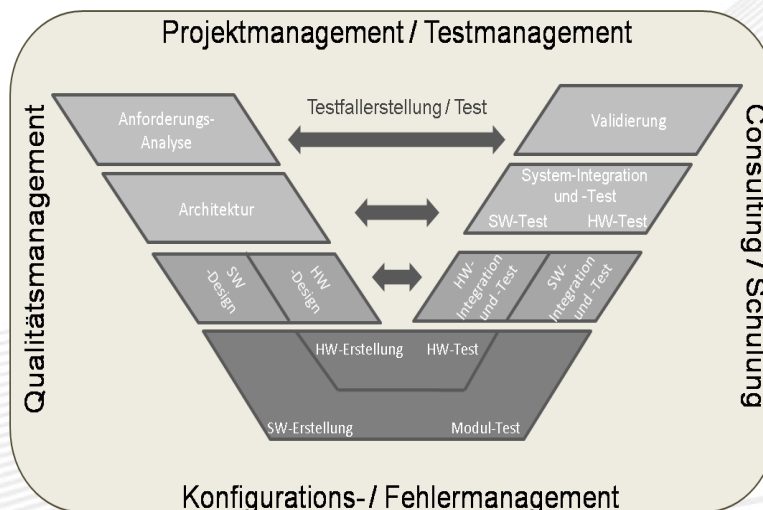 Projektmanagement / Testmanagement
Qualitätsmanagement
Testfallerstellung / Test
Anforderungs-
Analyse
Validierung
Consulting / Schulung
Architektur
System-Integration
und -Test
SW-Test HW-Test
SW
-Design
HW
-Design
HW-
Integration
und -Test
SW-
Integration
und -Test
HW-Erstellung HW-Test
SW-Erstellung Modul-Test
Konfigurations- / Fehlermanagement